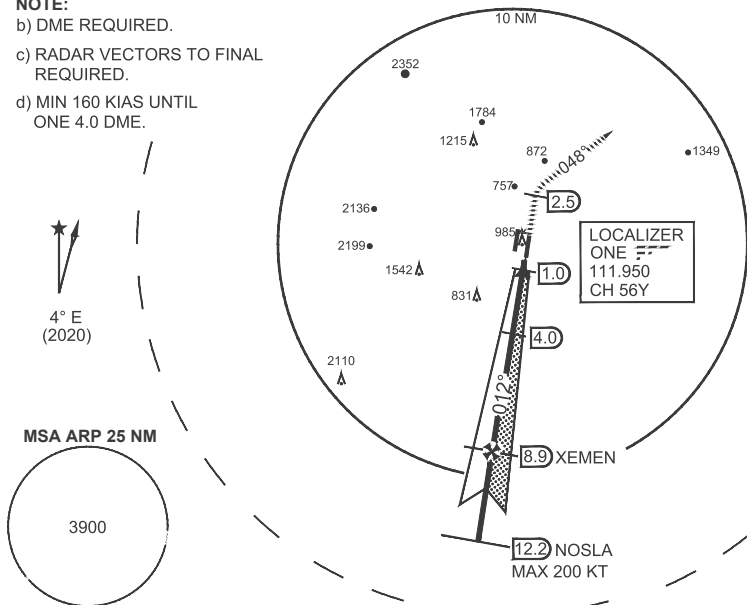 NOTE:
b) DME REQUIRED.
c) RADAR VECTORS TO FINAL
REQUIRED.
d) MIN 160 KIAS UNTIL
ONE 4.0 DME.
10 NM
2352
1784
1215
872
1349
048°
757
2.5
2136
985
2199
LOCALIZER
ONE
111.950
CH 56Y
1542
1.0
831
4° E
(2020)
4.0
2110
012°
MSA ARP 25 NM
8.9 XEMEN
3900
12.2 NOSLA
MAX 200 KT